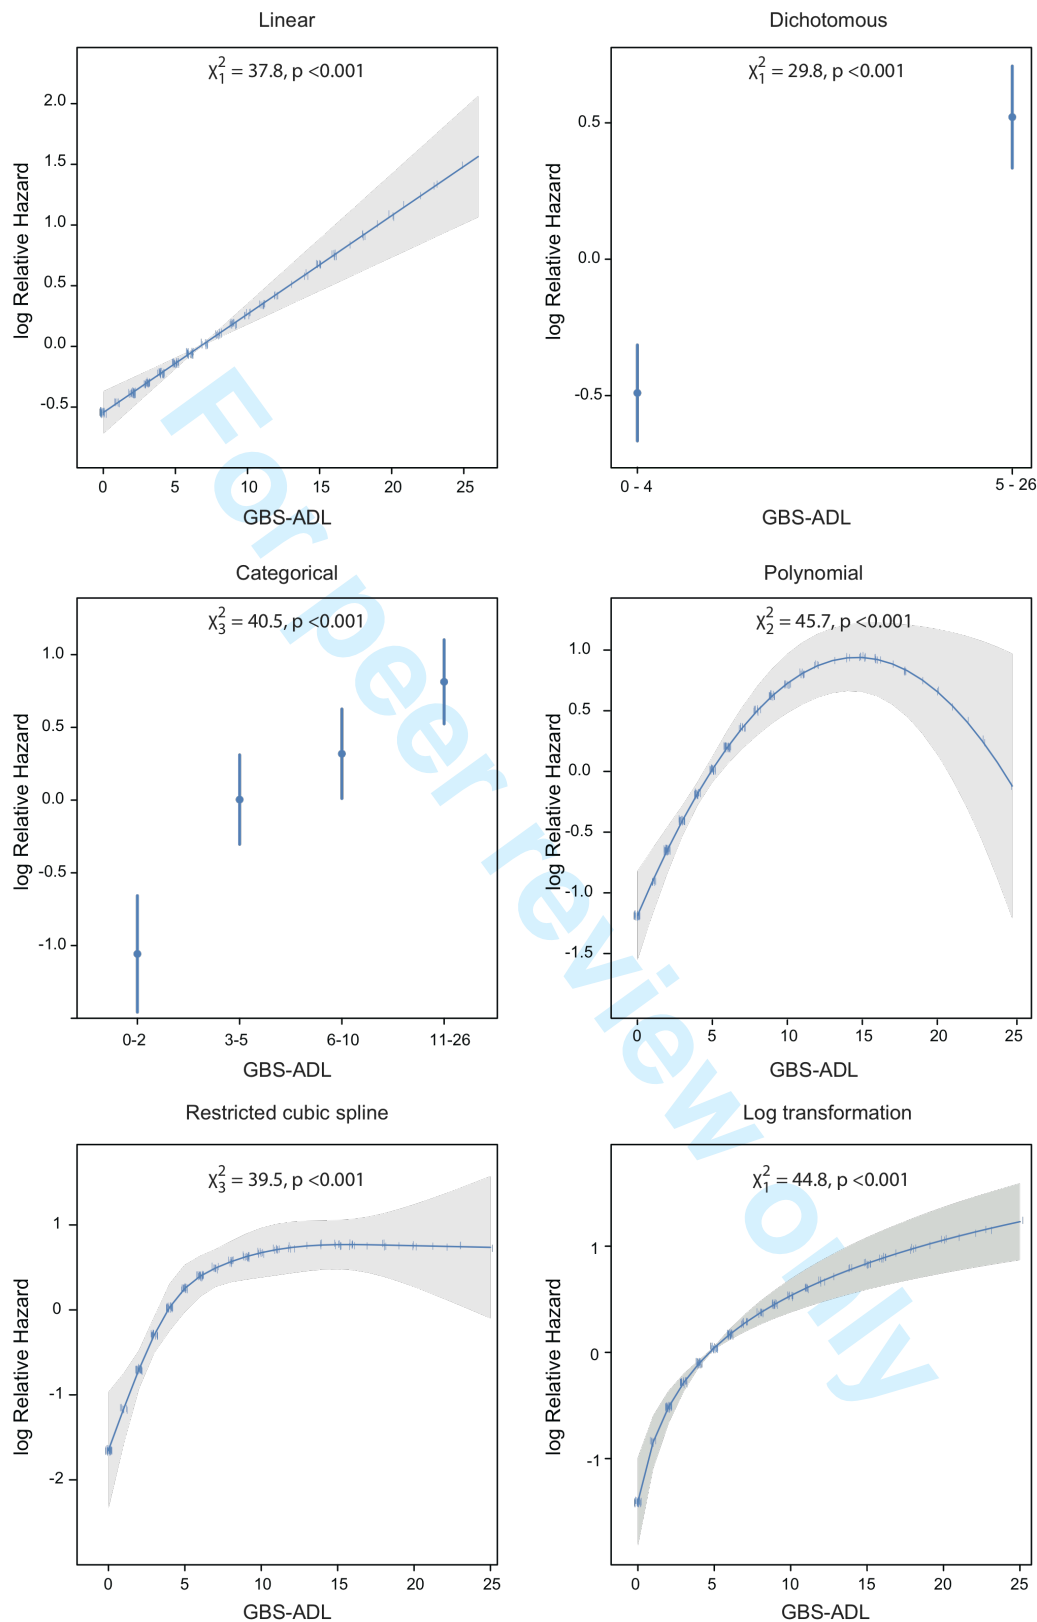 Linear
χ²₁ = 37.8, p <0.001
log Relative Hazard
2.0
1.5
1.0
0.5
0.0
-0.5
0 5 10 15 20 25
GBS-ADL
Dichotomous
χ²₁ = 29.8, p <0.001
log Relative Hazard
0.5
0.0
-0.5
0 - 4 5 - 26
GBS-ADL
Categorical
χ²₃ = 40.5, p <0.001
log Relative Hazard
1.0
0.5
0.0
-0.5
-1.0
0-2 3-5 6-10 11-26
GBS-ADL
Polynomial
χ²₂ = 45.7, p <0.001
log Relative Hazard
1.0
0.5
0.0
-0.5
-1.0
-1.5
0 5 10 15 20 25
GBS-ADL
Restricted cubic spline
χ²₃ = 39.5, p <0.001
log Relative Hazard
1
0
-1
-2
0 5 10 15 20 25
GBS-ADL
Log transformation
χ²₁ = 44.8, p <0.001
log Relative Hazard
1
0
-1
0 5 10 15 20 25
GBS-ADL
For peer review only